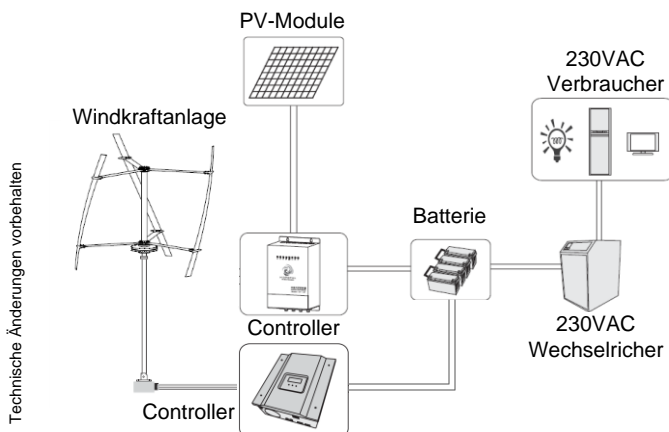 PV-Module
230VAC
Verbraucher
Windkraftanlage
Batterie
Controller
230VAC
Wechselricher
Controller
Technische Änderungen vorbehalten